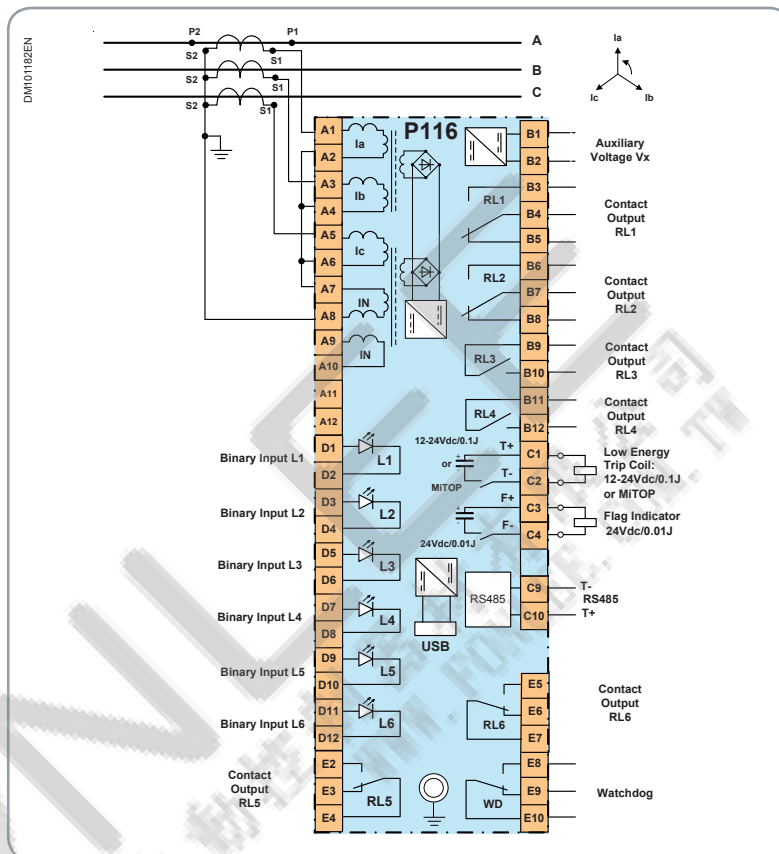 DM101182EN
P2 P1 A
S2 S1
B
S2 S1
C
S2 S1
Ia
Ic Ib
P116
A1
A2
A3
A4
A5
A6
A7
A8
A9
A10
A11
A12
Ia
Ib
Ic
IN
IN
B1
B2
Auxiliary
Voltage Vx
B3
B4
B5
RL1
Contact
Output
RL1
B6
B7
B8
RL2
Contact
Output
RL2
B9
B10
RL3
Contact
Output
RL3
B11
B12
RL4
Contact
Output
RL4
Binary Input L1
D1
D2
L1
Binary Input L2
D3
D4
L2
Binary Input L3
D5
D6
L3
Binary Input L4
D7
D8
L4
Binary Input L5
D9
D10
L5
Binary Input L6
D11
D12
L6
Contact
Output
RL5
E2
E3
E4
RL5
12-24Vdc/0.1J
or
MiTOP
+
-
T+
T-
C1
C2
Low Energy
Trip Coil:
12-24Vdc/0.1J
or MiTOP
+
-
F+
F-
24Vdc/0.01J
C3
C4
Flag Indicator
24Vdc/0.01J
USB
RS485
C9
C10
T-
RS485
T+
E5
E6
E7
RL6
Contact
Output
RL6
E8
E9
E10
WD
Watchdog